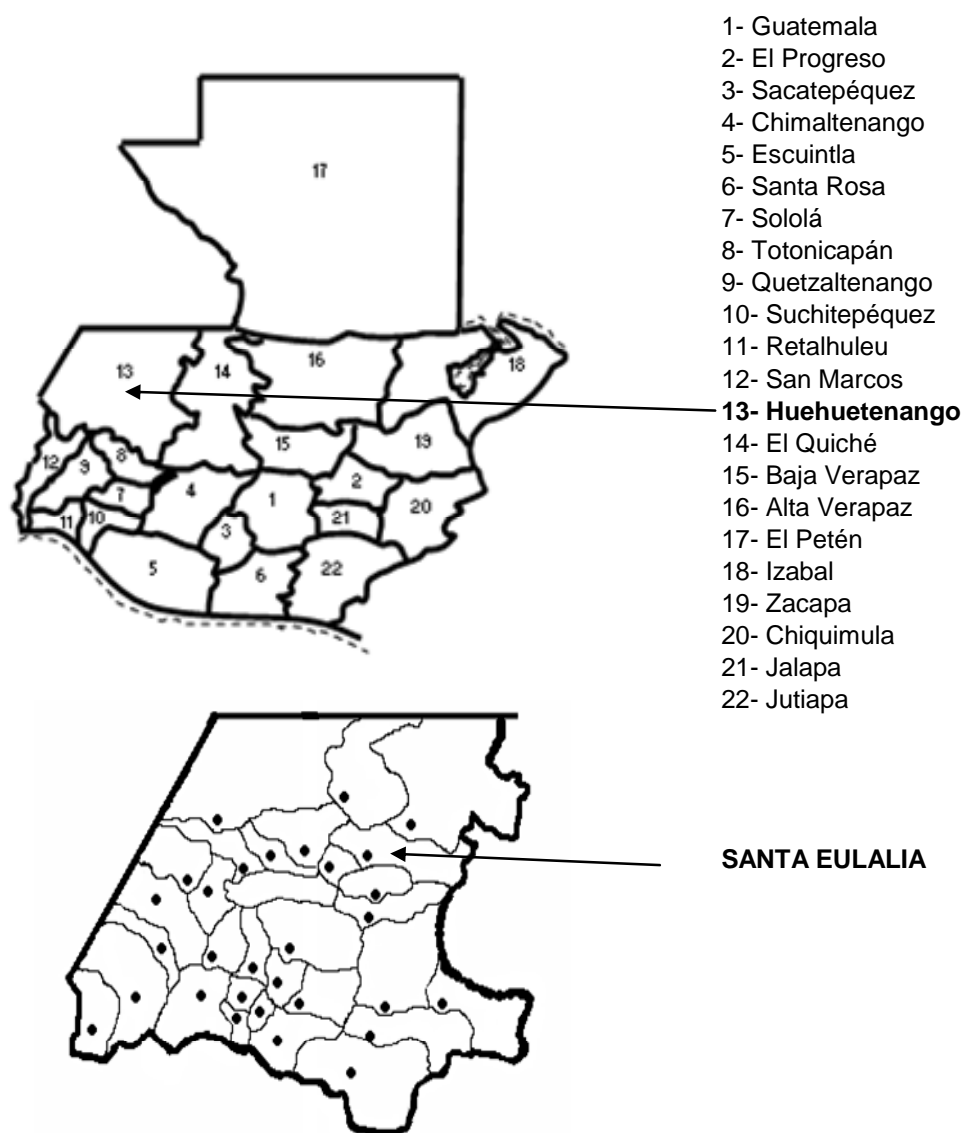 1- Guatemala
2- El Progreso
3- Sacatepéquez
4- Chimaltenango
5- Escuintla
6- Santa Rosa
7- Sololá
8- Totonicapán
9- Quetzaltenango
10- Suchitepéquez
11- Retalhuleu
12- San Marcos
13- Huehuetenango
14- El Quiché
15- Baja Verapaz
16- Alta Verapaz
17- El Petén
18- Izabal
19- Zacapa
20- Chiquimula
21- Jalapa
22- Jutiapa
17
16
18
13
14
15
19
12
9
8
7
4
1
2
20
11
10
3
21
5
6
22
SANTA EULALIA